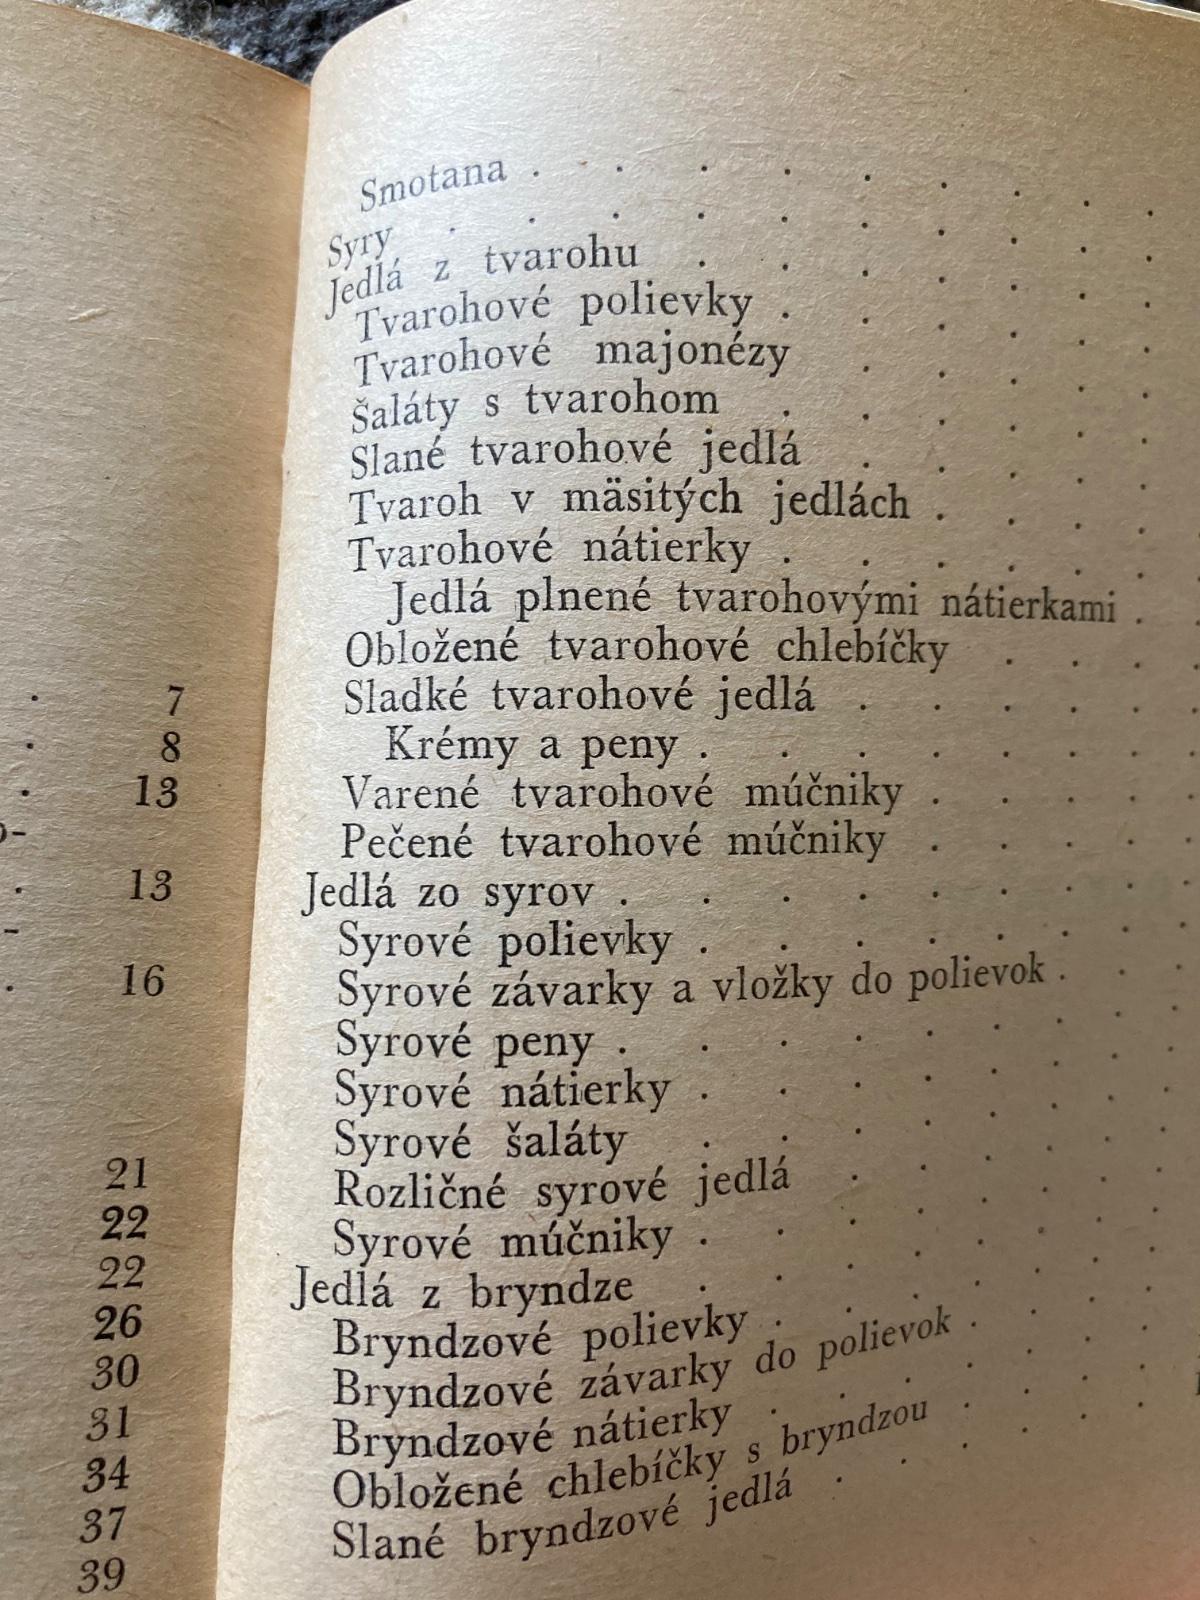 7
8
13
o-
13
-
16
21
22
22
26
30
31
34
37
39
Smotana . . . . . . . .
Syry . . . . . . . . .
Jedlá z tvarohu . . . . . .
Tvarohové polievky . . . . .
Tvarohové majonézy . . . .
Šaláty s tvarohom . . . . .
Slané tvarohové jedlá . . . .
Tvaroh v mäsitých jedlách . . . .
Tvarohové nátierky . . . . . .
Jedlá plnené tvarohovými nátierkami . .
Obložené tvarohové chlebíčky . . .
Sladké tvarohové jedlá . . . . .
Krémy a peny . . . . . . .
Varené tvarohové múčniky . . . .
Pečené tvarohové múčniky . . . .
Jedlá zo syrov . . . . . . . .
Syrové polievky . . . . . . .
Syrové závarky a vložky do polievok . . .
Syrové peny . . . . . . . .
Syrové nátierky . . . . . . .
Syrové šaláty . . . . . . .
Rozličné syrové jedlá . . . . .
Syrové múčniky . . . . . . .
Jedlá z bryndze . . . . . . .
Bryndzové polievky . . . . . .
Bryndzové závarky do polievok . . . .
Bryndzové nátierky . . . . . .
Obložené chlebíčky s bryndzou . . .
Slané bryndzové jedlá . . . .